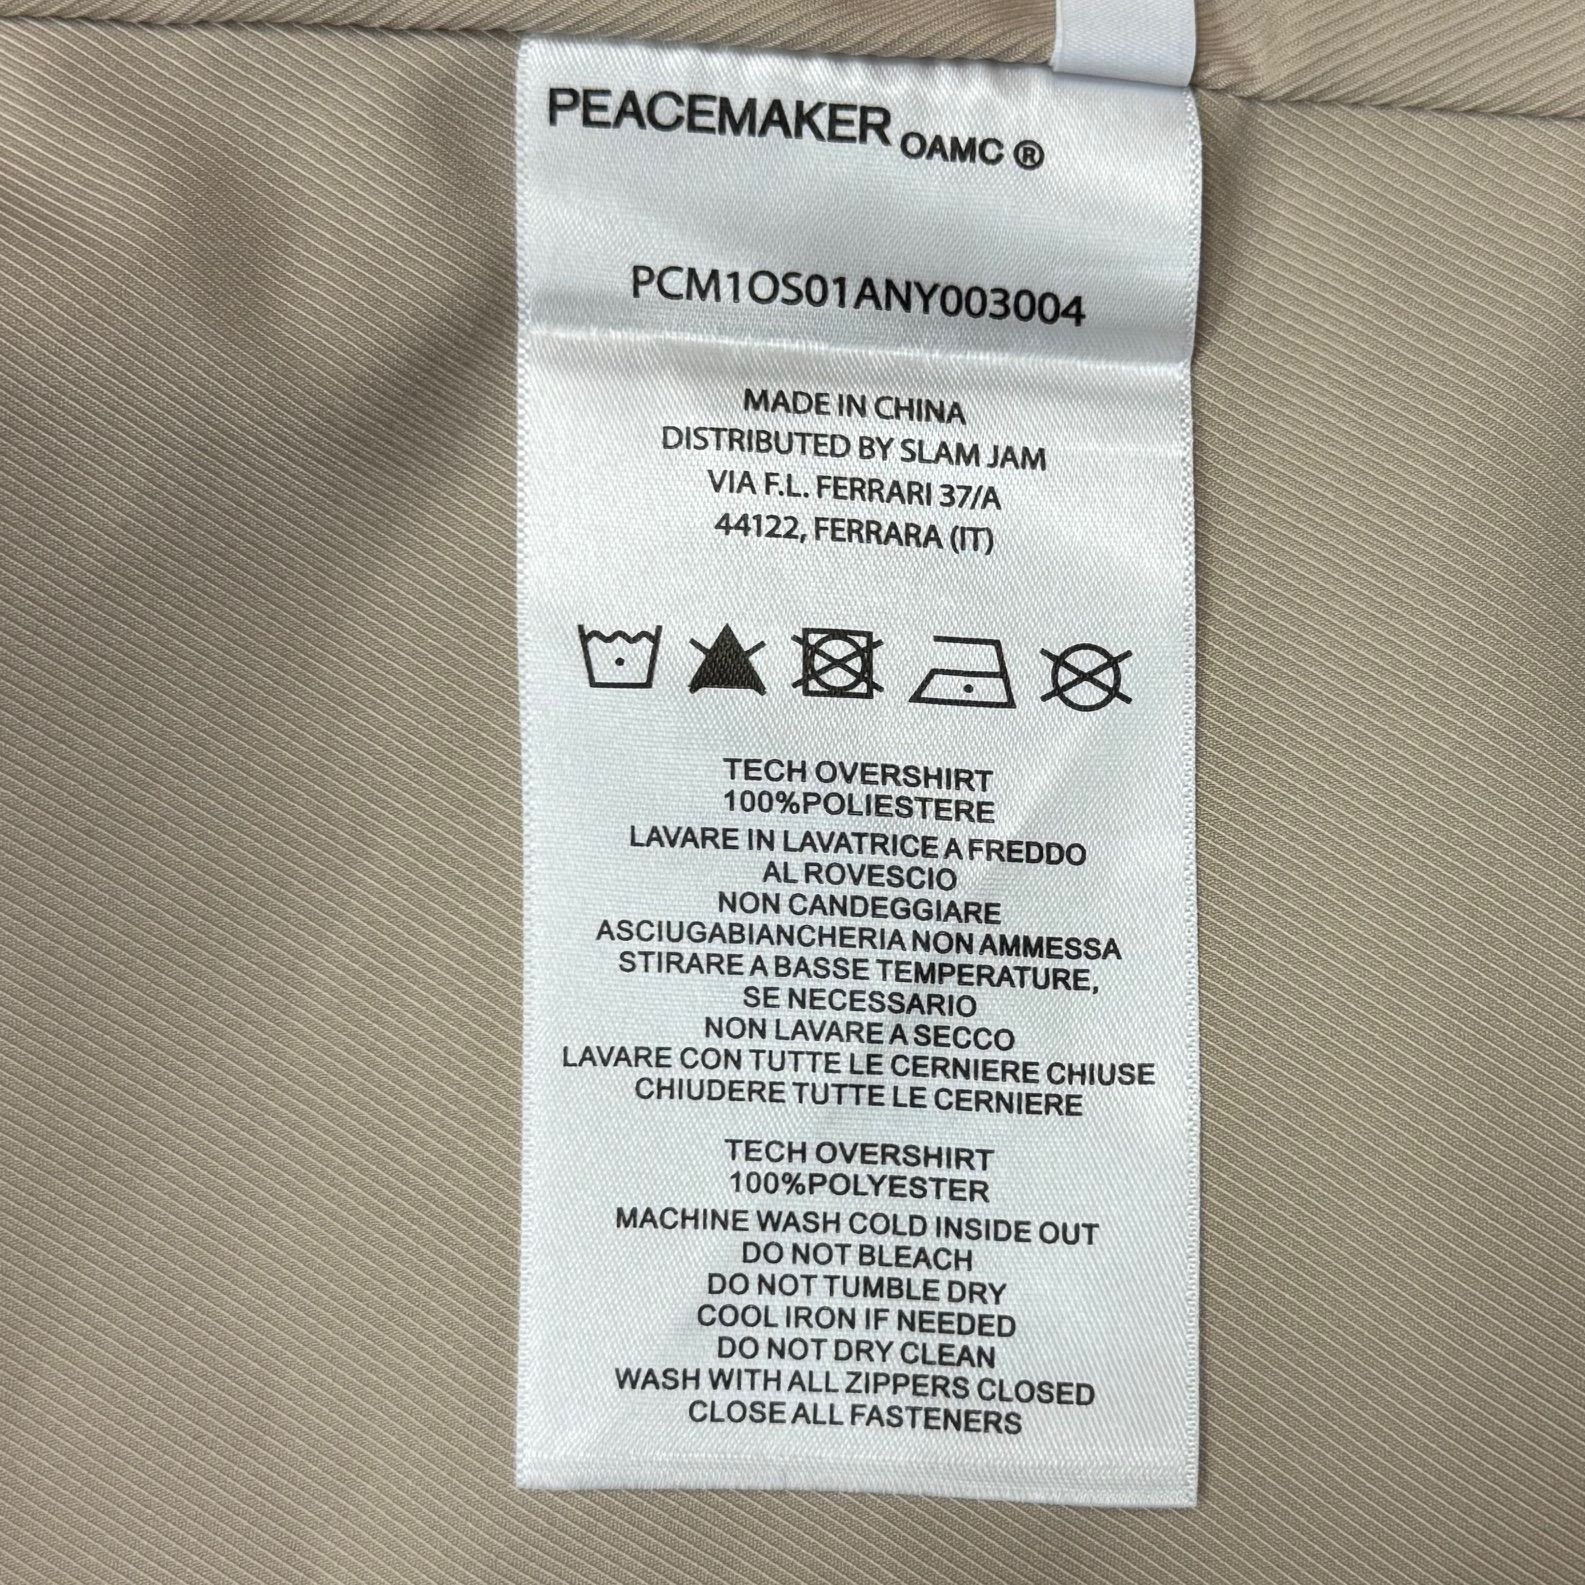 PEACEMAKER OAMC ®
PCM1OS01ANY003004
MADE IN CHINA
DISTRIBUTED BY SLAM JAM
VIA F.L. FERRARI 37/A
44122, FERRARA (IT)
TECH OVERSHIRT
100%POLIESTERE
LAVARE IN LAVATRICE A FREDDO
AL ROVESCIO
NON CANDEGGIARE
ASCIUGABIANCHERIA NON AMMESSA
STIRARE A BASSE TEMPERATURE,
SE NECESSARIO
NON LAVARE A SECCO
LAVARE CON TUTTE LE CERNIERE CHIUSE
CHIUDERE TUTTE LE CERNIERE
TECH OVERSHIRT
100%POLYESTER
MACHINE WASH COLD INSIDE OUT
DO NOT BLEACH
DO NOT TUMBLE DRY
COOL IRON IF NEEDED
DO NOT DRY CLEAN
WASH WITH ALL ZIPPERS CLOSED
CLOSE ALL FASTENERS